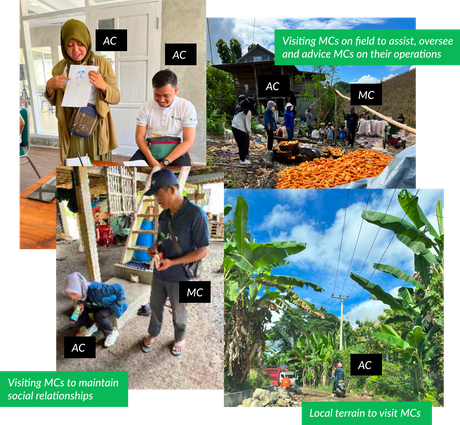 AC
AC
Visiting MCs on field to assist, oversee
and advice MCs on their operations
AC
MC
MC
AC
Visiting MCs to maintain
social relationships
AC
Local terrain to visit MCs